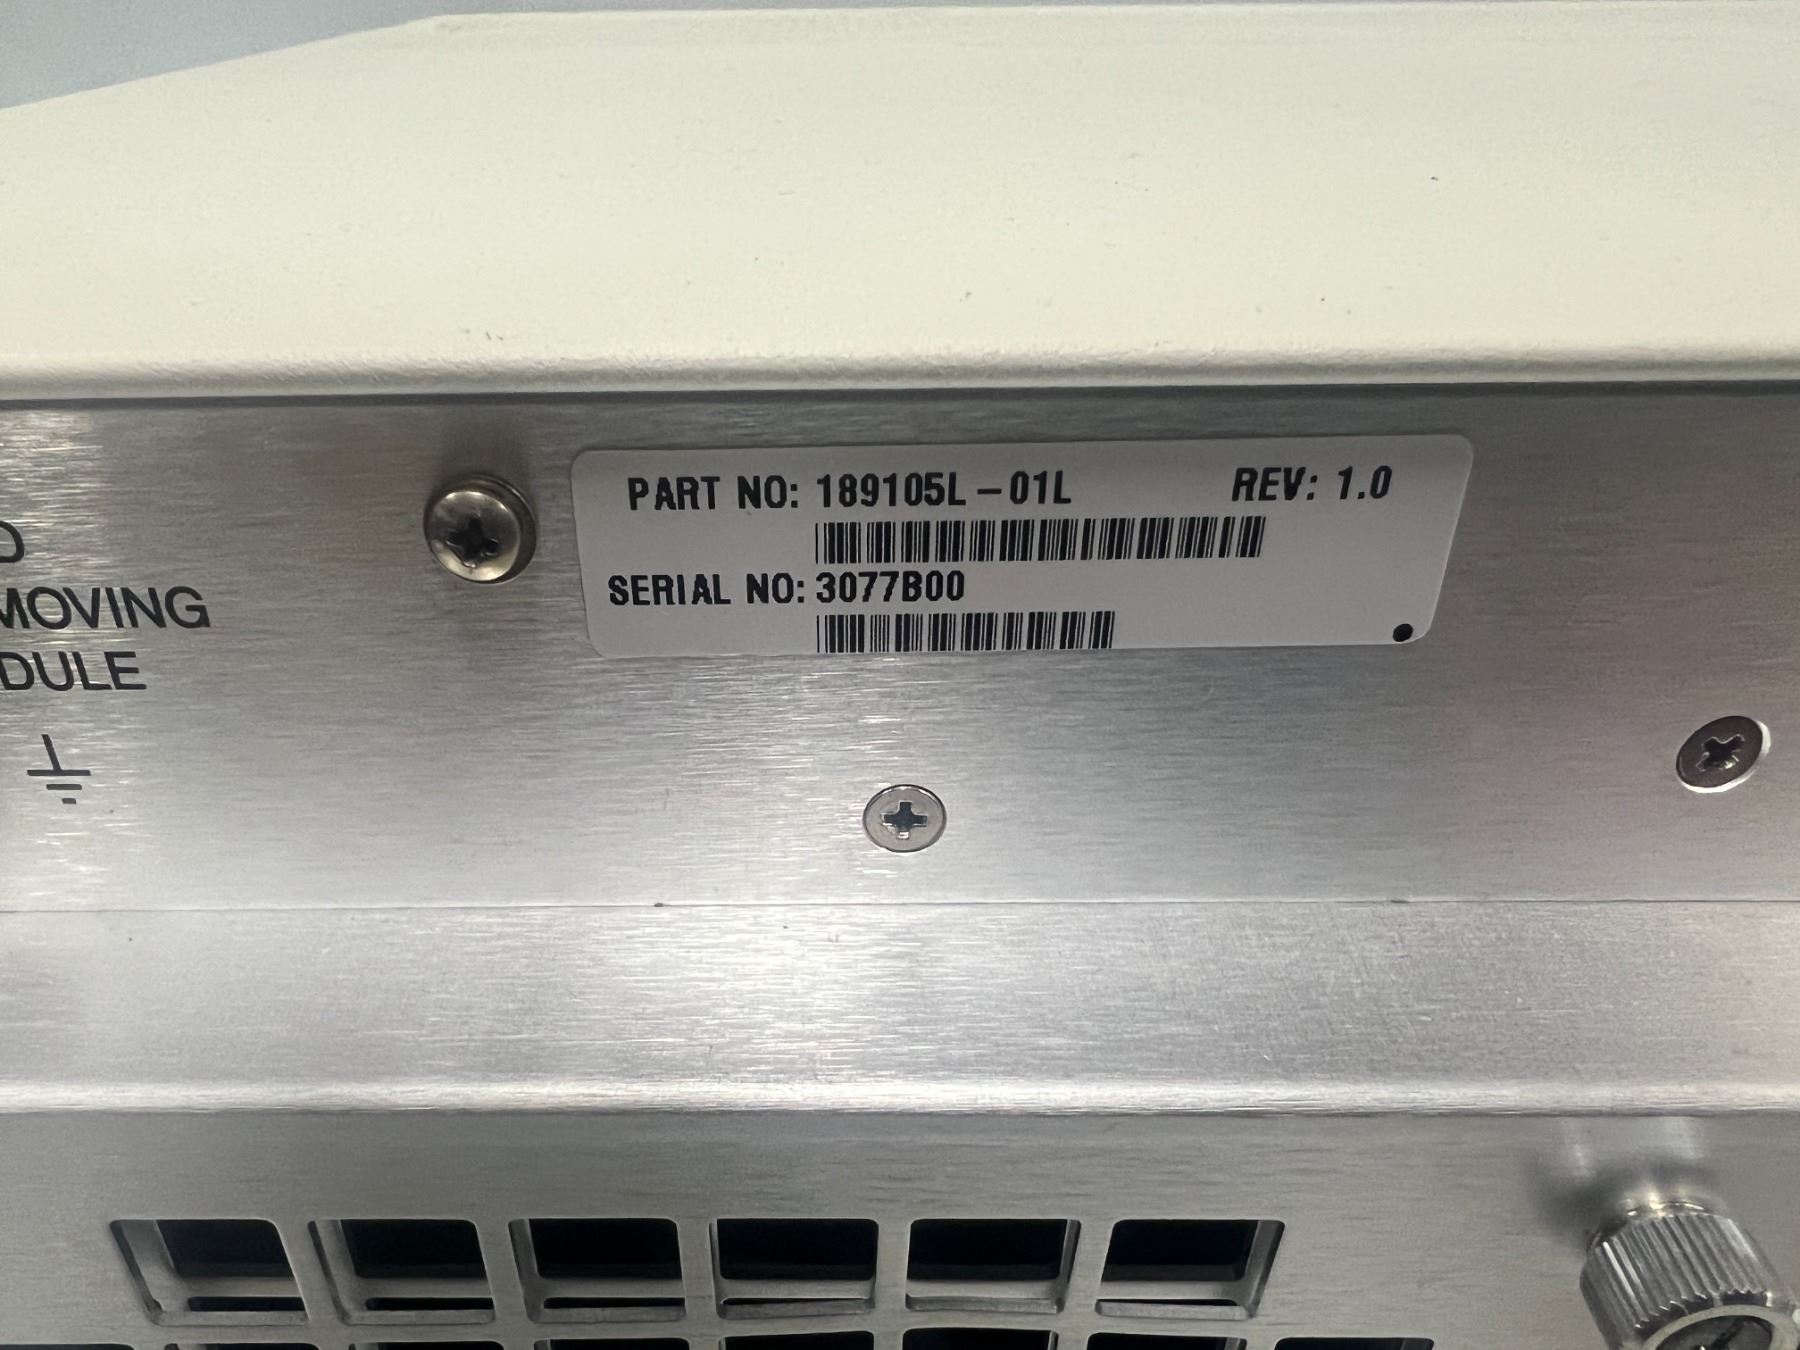 PART NO: 189105L-01L REV: 1.0
SERIAL NO: 3077B00
MOVING
DULE